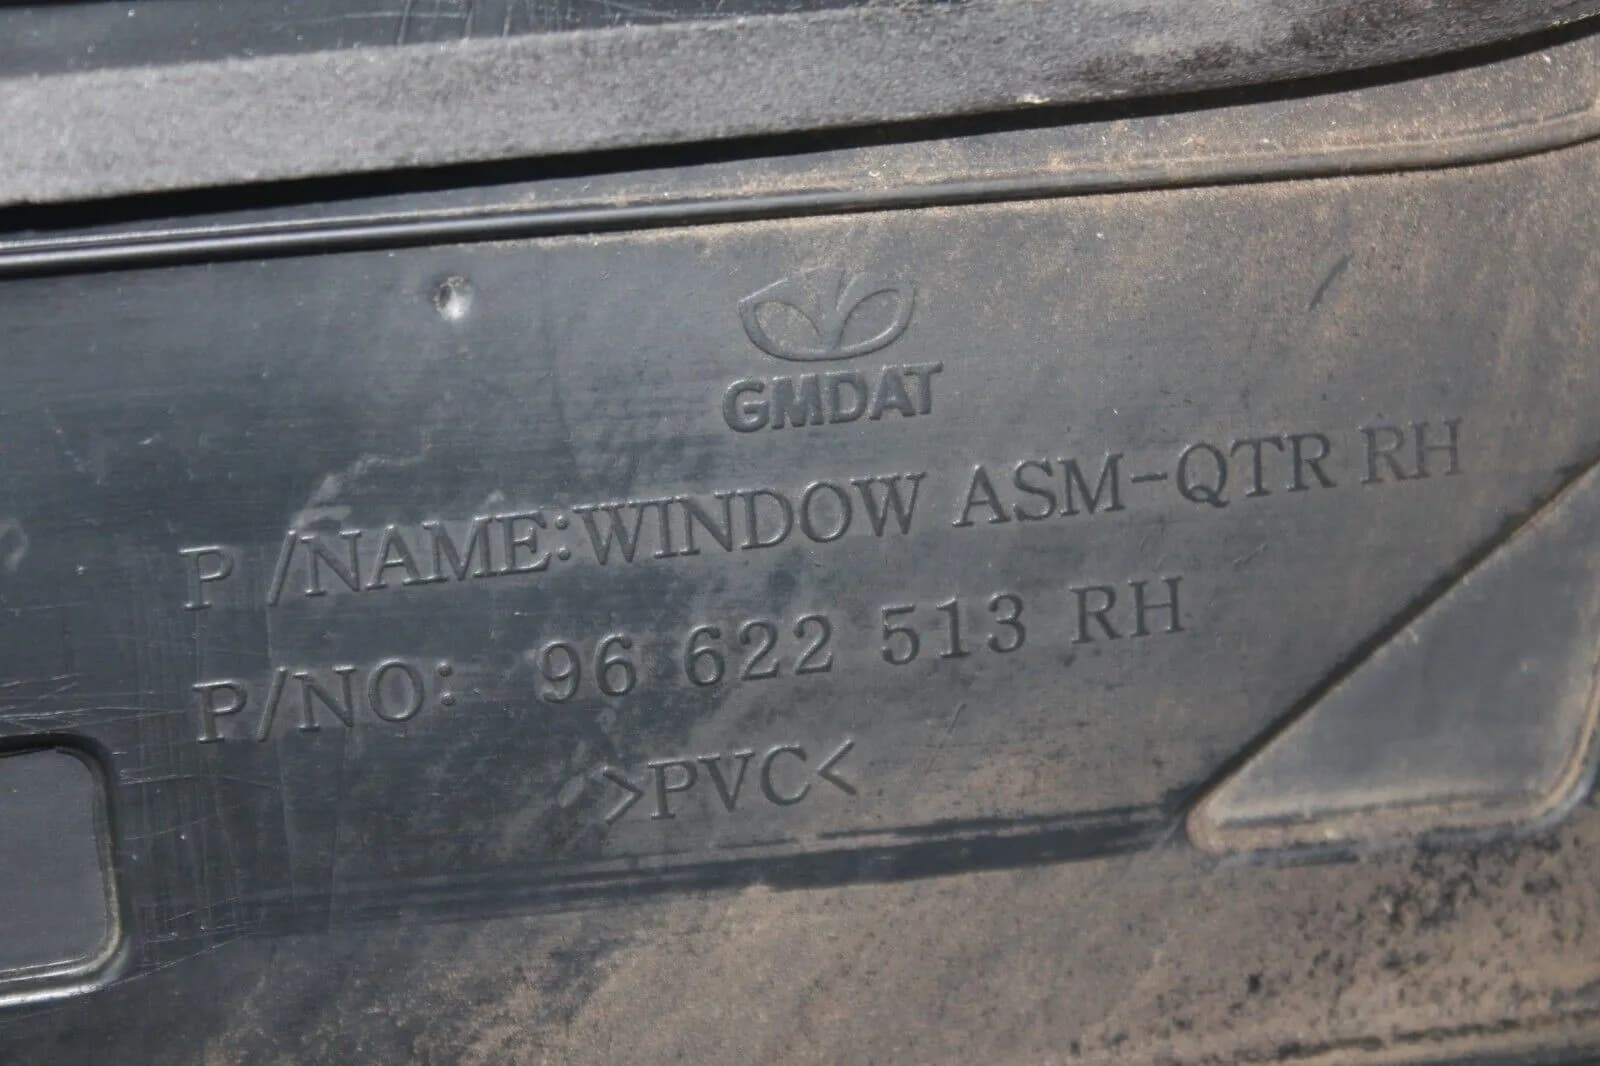 GMDAT
P/NAME:WINDOW ASM-QTR RH
P/NO: 96 622 513 RH
>PVC<